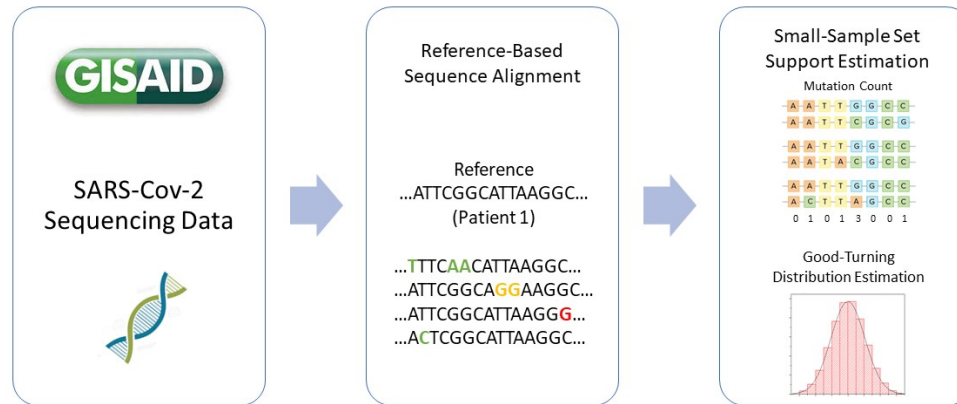 GISAID
SARS-Cov-2
Sequencing Data
Reference-Based
Sequence Alignment
Reference
...ATTCGGCATTAAGGC...
(Patient 1)
...TTTCAACATTAAGGC...
...ATTCGGCAGGAAGGC...
...ATTCGGCATTAAGGG...
...ACTCGGCATTAAGGC...
Small-Sample Set
Support Estimation
Mutation Count
A A T T G G C C
A A T T C G C G
A A T T G G C C
A A T A C G C C
A A T T G G C C
A C T T A G C C
0 1 0 1 3 0 0 1
Good-Turning
Distribution Estimation